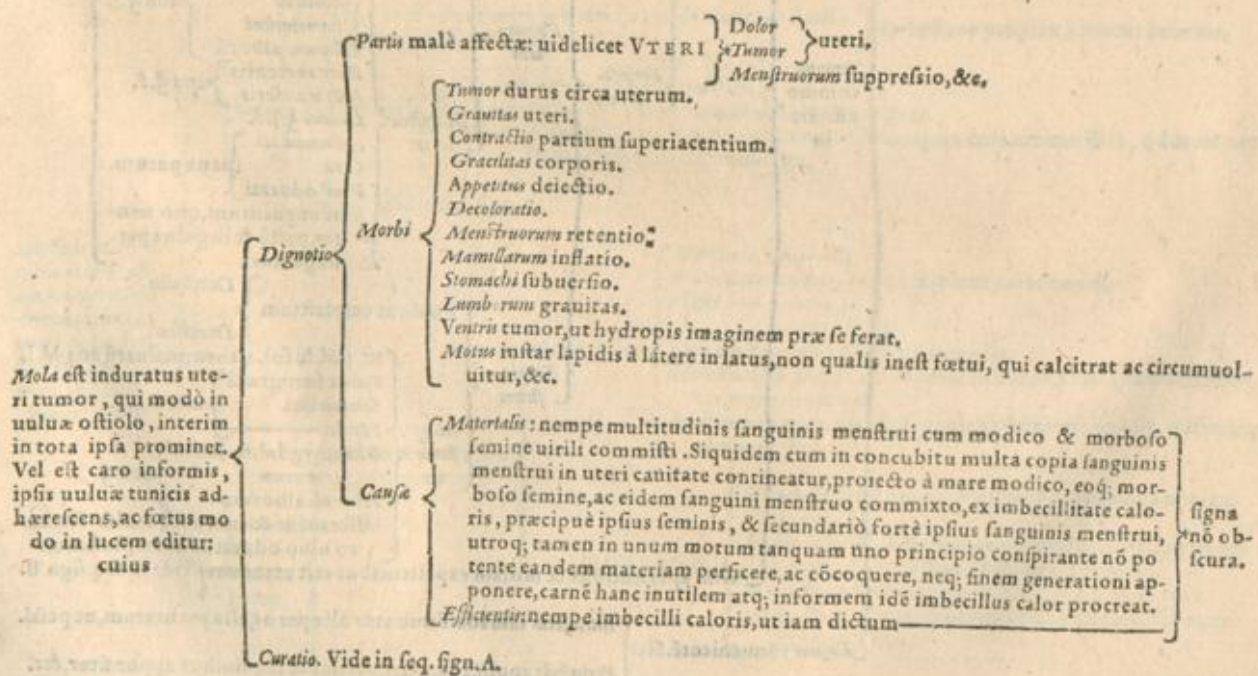 Mola est induratus ute-
ri tumor, qui modò in
uuluæ ostiolo, interim
in tota ipsa prominet.
Vel est caro informis,
ipsis uuluæ tunicis ad-
hærescens, ac fœtus mo
do in lucem editur:
cuius
Dignotio
Partis malè affectæ: uidelicet VTERI
Dolor
Tumor
uteri.
Menstruorum suppressio, &c.
Morbi
Tumor durus circa uterum.
Grauitas uteri.
Contractio partium superiacentium.
Gracilitas corporis.
Appetitus deiectio.
Decoloratio.
Menstruorum retentio:
Mamillarum inflatio.
Stomachi subuersio.
Lumborum grauitas.
Ventris tumor, ut hydropis imaginem præ se ferat.
Motus instar lapidis à látere in latus, non qualis inest fœtui, qui calcitrat ac circumuol-
uitur, &c.
Causæ
Materialis: nempe multitudinis sanguinis menstrui cum modico & morboso
semine uirili commisti. Siquidem cum in concubitu multa copia sanguinis
menstrui in uteri cauitate contineatur, profecto à mare modico, eoq; mor-
boso semine, ac eidem sanguini menstruo commixto, ex imbecillitate calo-
ris, præcipuè ipsius seminis, & secundariò fortè ipsius sanguinis menstrui,
utroq; tamen in unum motum tanquam uno principio conspirante nō po
tente eandem materiam perficere, ac cōcoquere, neq; finem generationi ap-
ponere, carnē hanc inutilem atq; informem idē imbecillus calor procreat.
Efficientis: nempe imbecilli caloris, ut iam dictum
signa
nō ob-
scura.
Curatio. Vide in seq. sign. A.